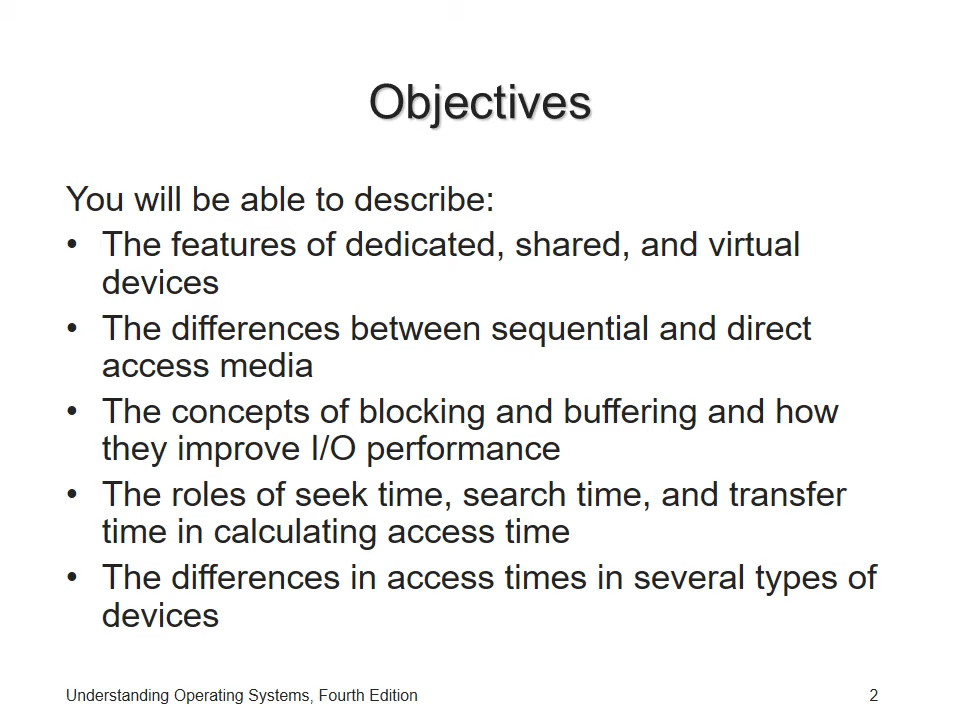 Objectives
You will be able to describe:
• The features of dedicated, shared, and virtual
devices
• The differences between sequential and direct
access media
• The concepts of blocking and buffering and how
they improve I/O performance
• The roles of seek time, search time, and transfer
time in calculating access time
• The differences in access times in several types of
devices
Understanding Operating Systems, Fourth Edition 2